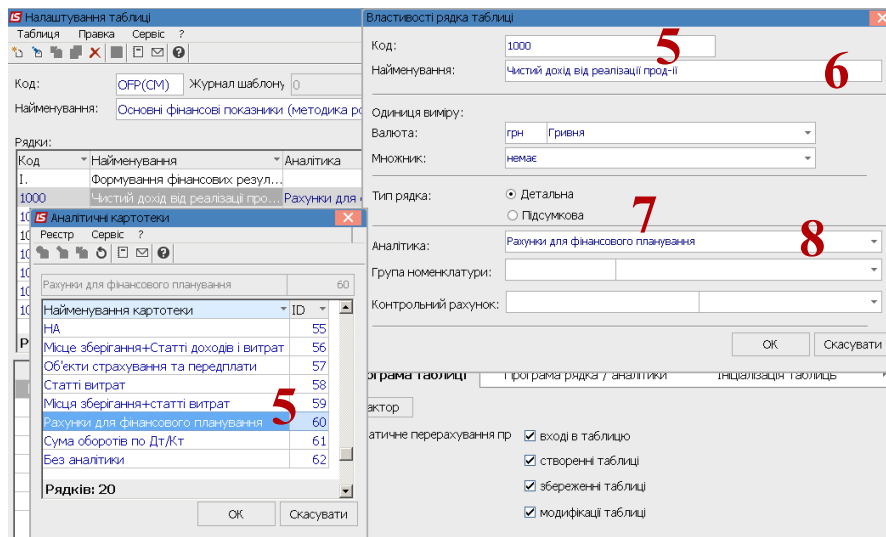 Налаштування таблиці
Таблиця Правка Сервіс ?
Код: OFP(CM) Журнал шаблону 0
Найменування: Основні фінансові показники (методика ро
Рядки:
Код Найменування Аналітика
I. Формування фінансових резул...
1000 Чистий дохід від реалізації про... Рахунки для
Аналітичні картотеки
Реєстр Сервіс ?
Рахунки для фінансового планування 60
Найменування картотеки ID
НА 55
Місце зберігання+Статті доходів і витрат 56
Об'єкти страхування та передплати 57
Статті витрат 58
Місця зберігання+статті витрат 59
Рахунки для фінансового планування 60
Сума оборотів по Дт/Кт 61
Без аналітики 62
Рядків: 20
ОК Скасувати
5
Властивості рядка таблиці
Код: 1000
5
Найменування: Чистий дохід від реалізації прод-ії
6
Одиниця виміру:
Валюта: грн Гривня
Множник: немає
Тип рядка: Детальна
Підсумкова
7
Аналітика: Рахунки для фінансового планування
8
Група номенклатури:
Контрольний рахунок:
ОК Скасувати
ограма таблиці Програма рядка / аналітики Ініціалізація таблиць
актор
атичне перерахування пр вході в таблицю
створенні таблиці
збереженні таблиці
модифікації таблиці